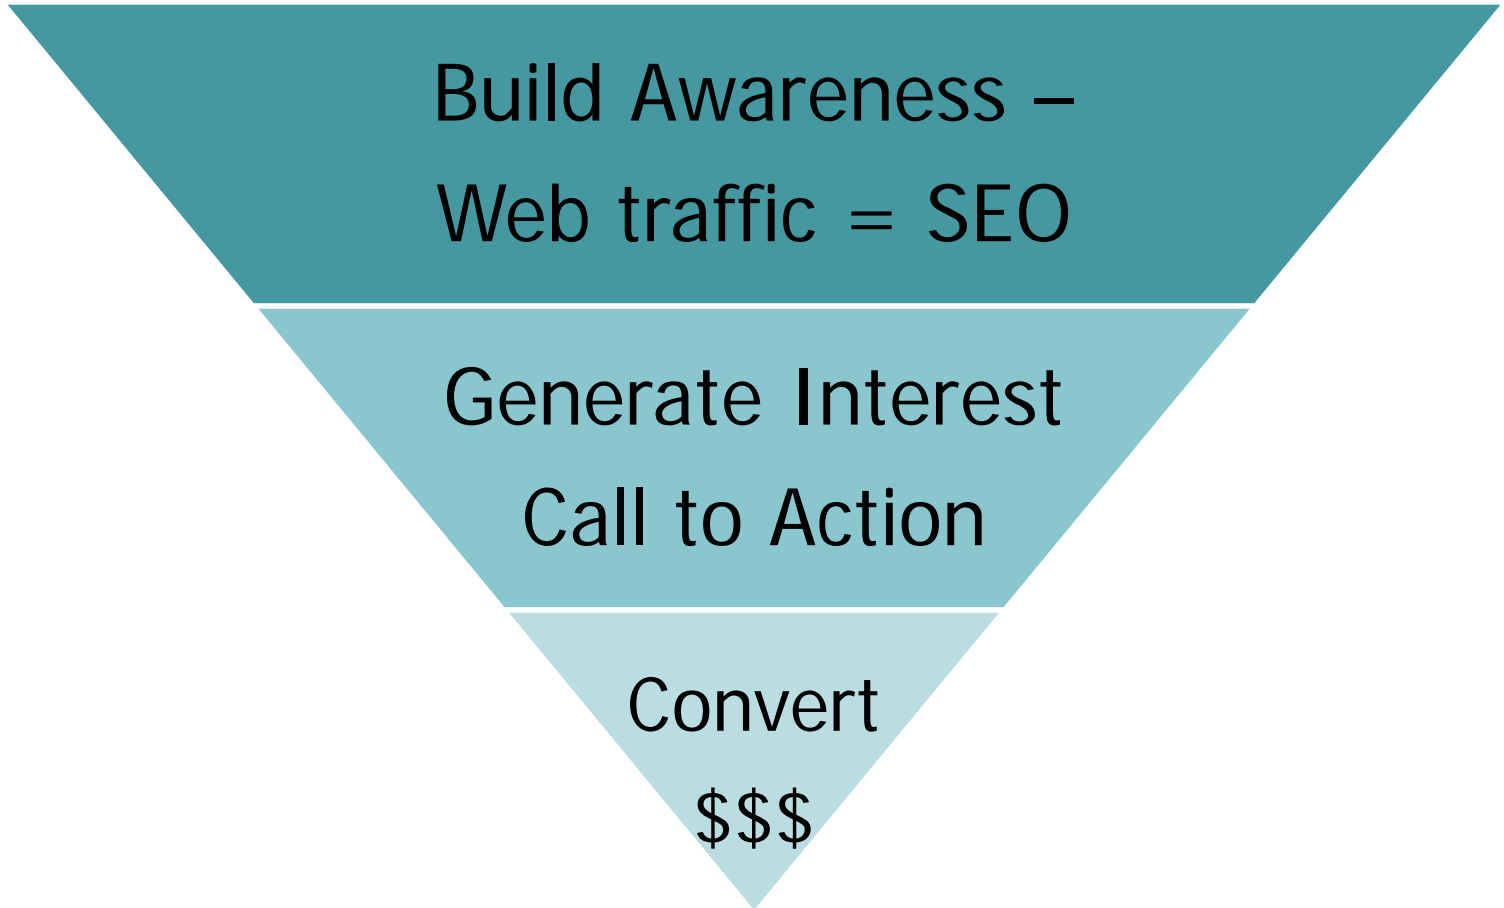 Build Awareness –
Web traffic = SEO
Generate Interest
Call to Action
Convert
$$$